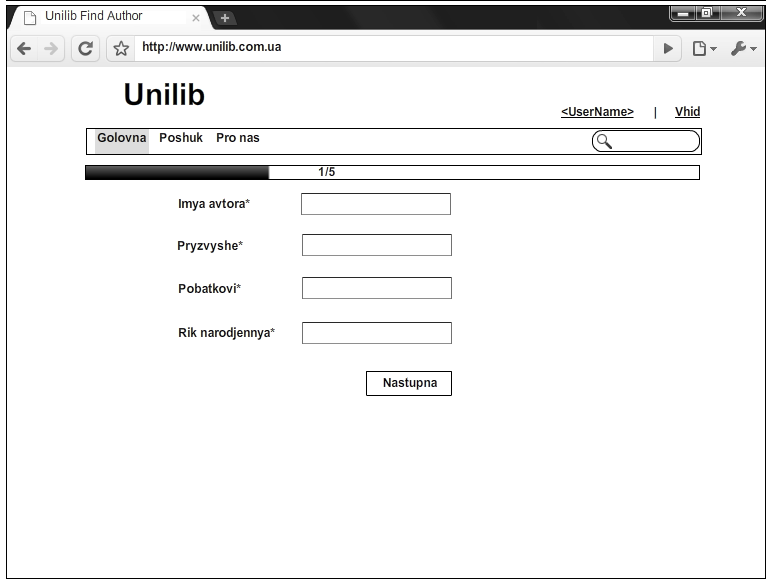 Unilib Find Author
http://www.unilib.com.ua
Unilib
<UserName> | Vhid
Golovna Poshuk Pro nas
1/5
Imya avtora*
Pryzvyshe*
Pobatkovi*
Rik narodjennya*
Nastupna